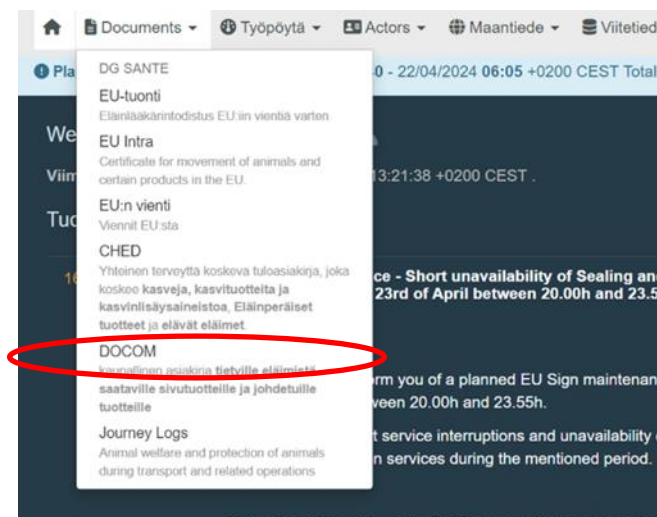 Documents Työpöytä Actors Maantiede Viitetied
Pla
0 - 22/04/2024 06:05 +0200 CEST Total
DG SANTE
EU-tuonti
Eläinlääkärintodistus EU:iin vientiä varten
We
EU Intra
Certificate for movement of animals and
certain products in the EU.
Viim
13:21:38 +0200 CEST .
EU:n vienti
Viennit EU:sta
Tuo
CHED
Yhteinen terveyttä koskeva tuloasiakirja, joka
koskee kasveja, kasvituotteita ja
kasvinlisäysaineistoa, Eläinperäiset
tuotteet ja elävät eläimet.
16
ce - Short unavailability of Sealing and
23rd of April between 20.00h and 23.5
DOCOM
kaupallinen asiakirja tietyille eläimistä
saataville sivutuotteille ja johdetuille
tuotteille
orm you of a planned EU Sign maintenan
ween 20.00h and 23.55h.
Journey Logs
Animal welfare and protection of animals
during transport and related operations
t service interruptions and unavailability
n services during the mentioned period.